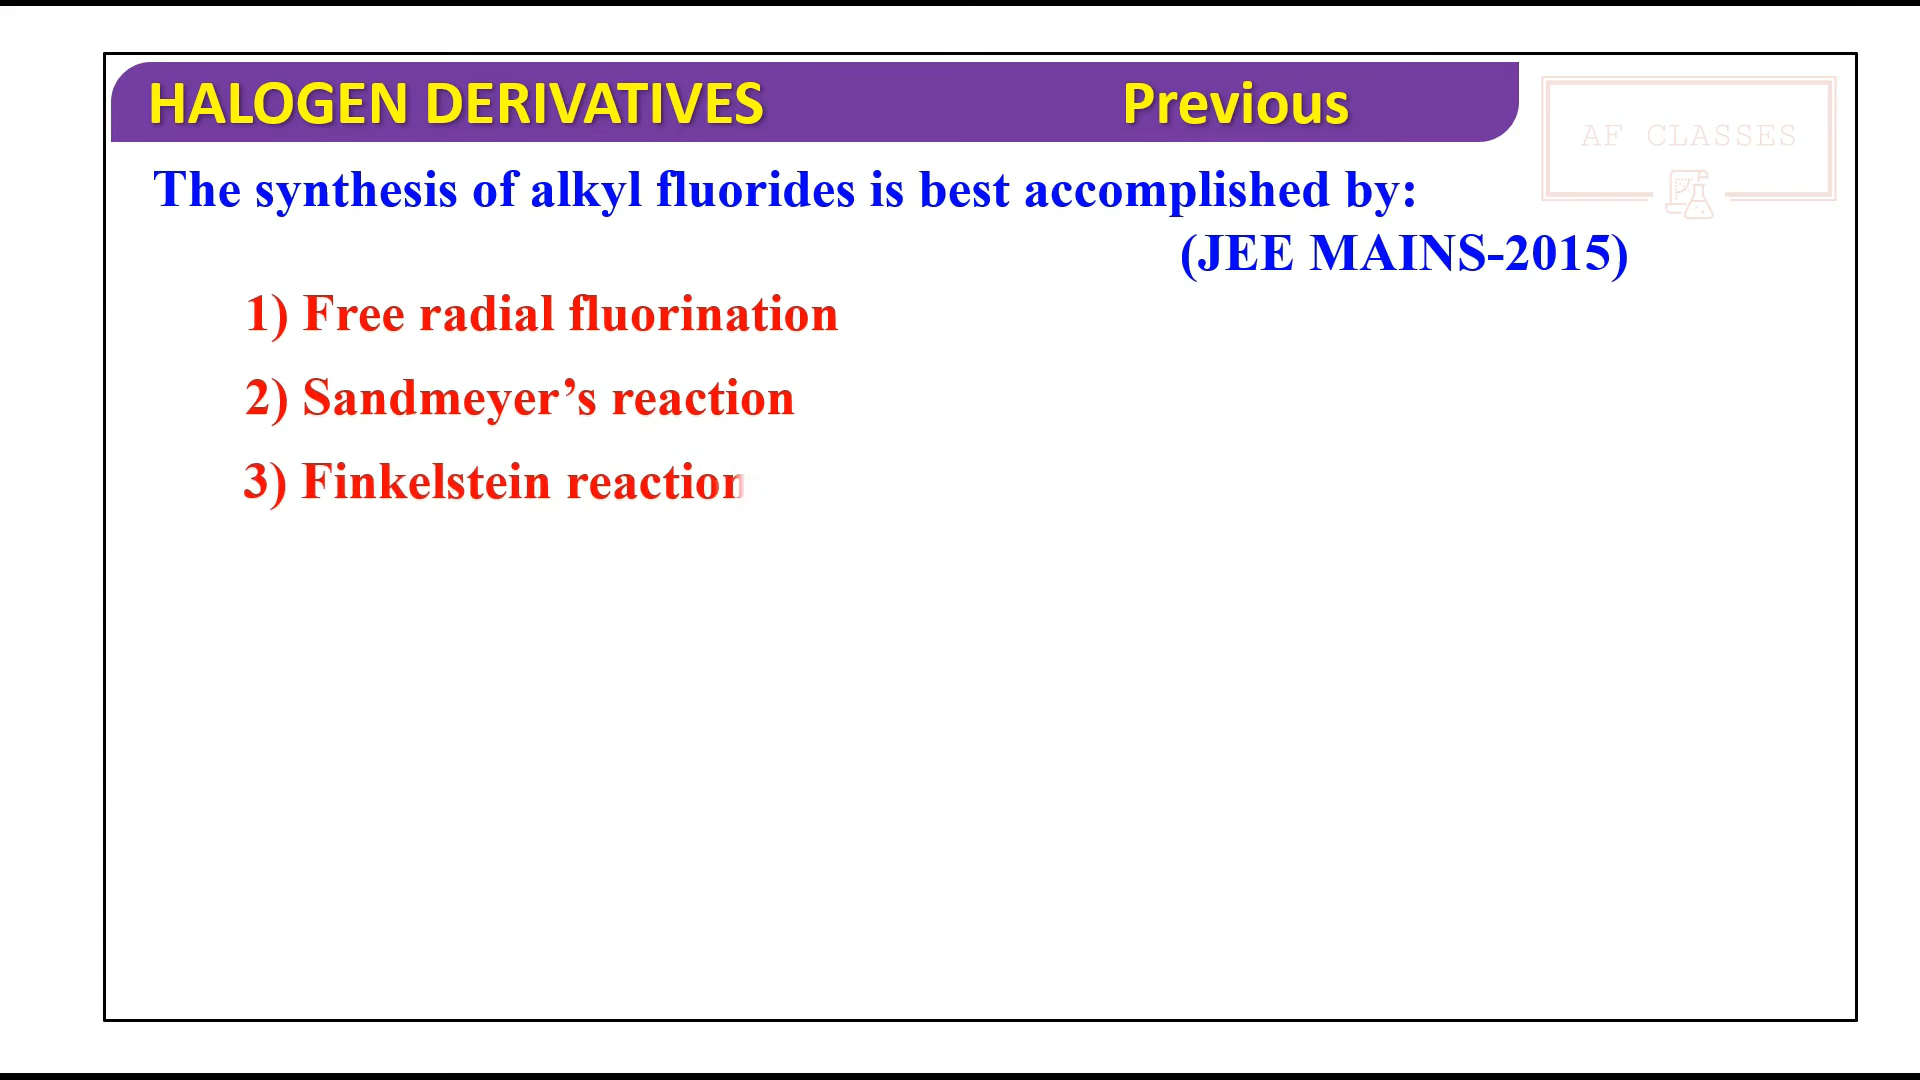 HALOGEN DERIVATIVES Previous
AF CLASSES
The synthesis of alkyl fluorides is best accomplished by:
(JEE MAINS-2015)
1) Free radial fluorination
2) Sandmeyer’s reaction
3) Finkelstein reaction